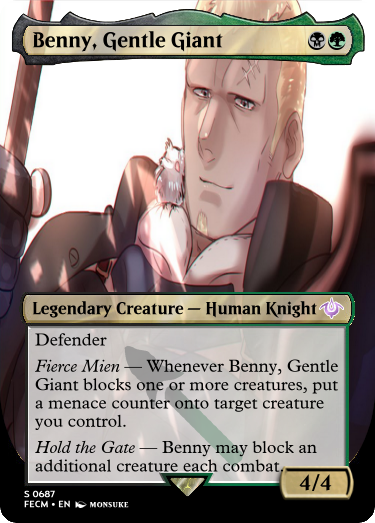 Benny, Gentle Giant
Legendary Creature — Human Knight
Defender
Fierce Mien — Whenever Benny, Gentle
Giant blocks one or more creatures, put
a menace counter onto target creature
you control.
Hold the Gate — Benny may block an
additional creature each combat.
4/4
S 0687
FECM • EN MONSUKE